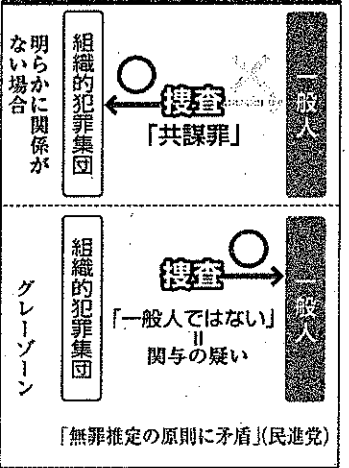 明らかに関係が
ない場合
組織的犯罪集団
捜査
「共謀罪」
一般人
グレーゾーン
組織的犯罪集団
捜査
「一般人ではない」
=
関与の疑い
一般人
「無罪推定の原則に矛盾」(民進党)